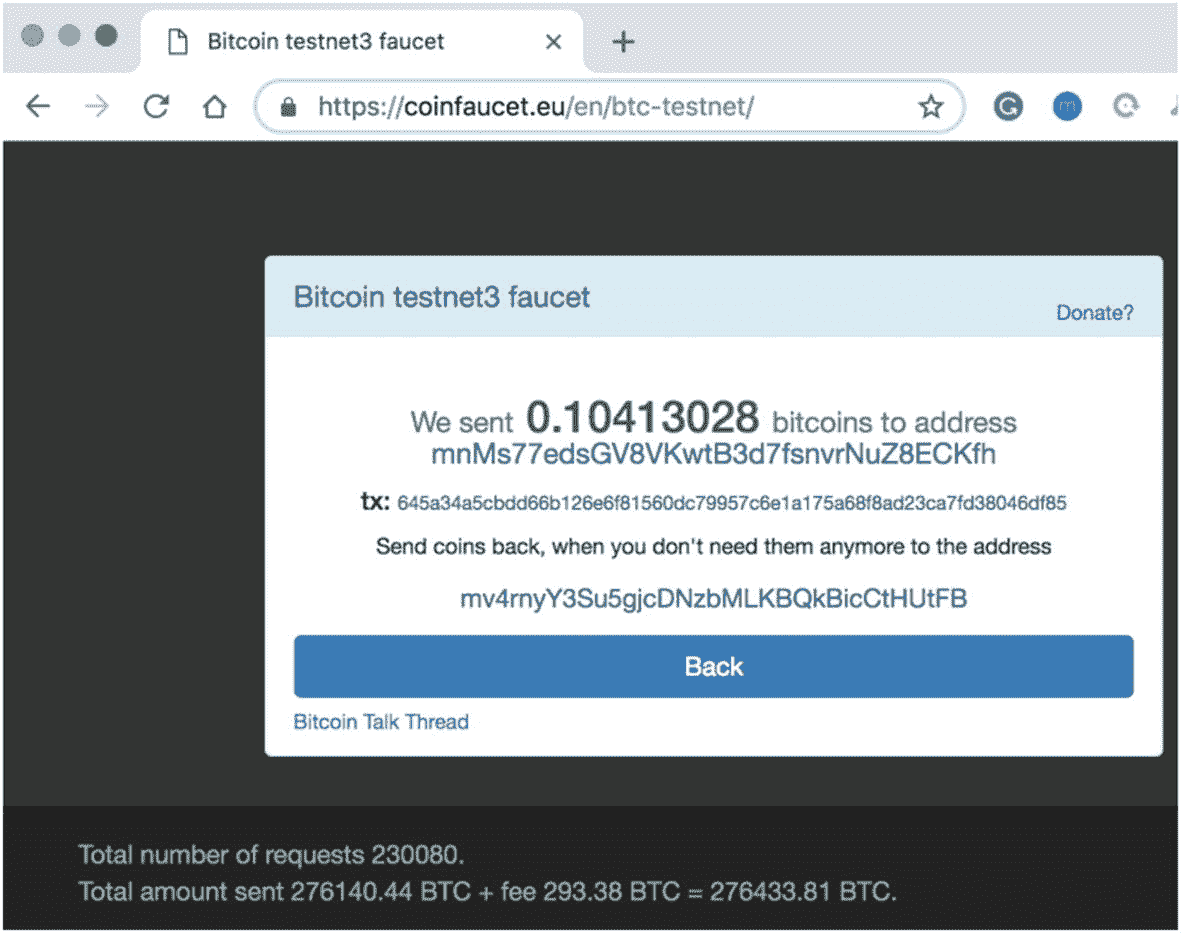 Bitcoin testnet3 faucet
https://coinfaucet.eu/en/btc-testnet/
Bitcoin testnet3 faucet
Donate?
We sent 0.10413028 bitcoins to address
mnMs77edsGV8VKwtB3d7fsnvrNuZ8ECKfh
tx: 645a34a5cbdd66b126e6f81560dc79957c6e1a175a68f8ad23ca7fd38046df85
Send coins back, when you don't need them anymore to the address
mv4rnyY3Su5gjcDNzbMLKBQkBicCtHUtFB
Back
Bitcoin Talk Thread
Total number of requests 230080.
Total amount sent 276140.44 BTC + fee 293.38 BTC = 276433.81 BTC.